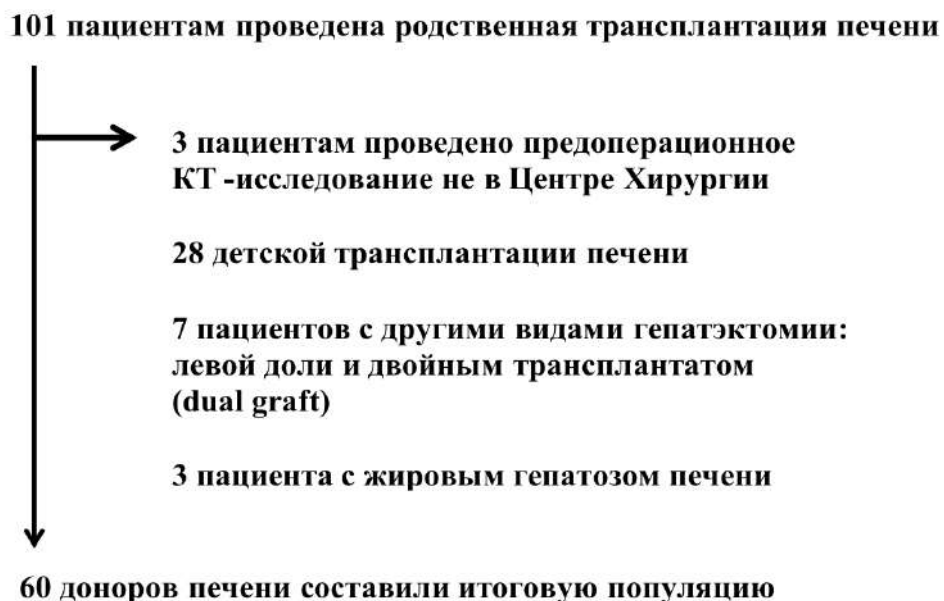 101 пациентам проведена родственная трансплантация печени
3 пациентам проведено предоперационное
КТ -исследование не в Центре Хирургии
28 детской трансплантации печени
7 пациентов с другими видами гепатэктомии:
левой доли и двойным трансплантатом
(dual graft)
3 пациента с жировым гепатозом печени
60 доноров печени составили итоговую популяцию